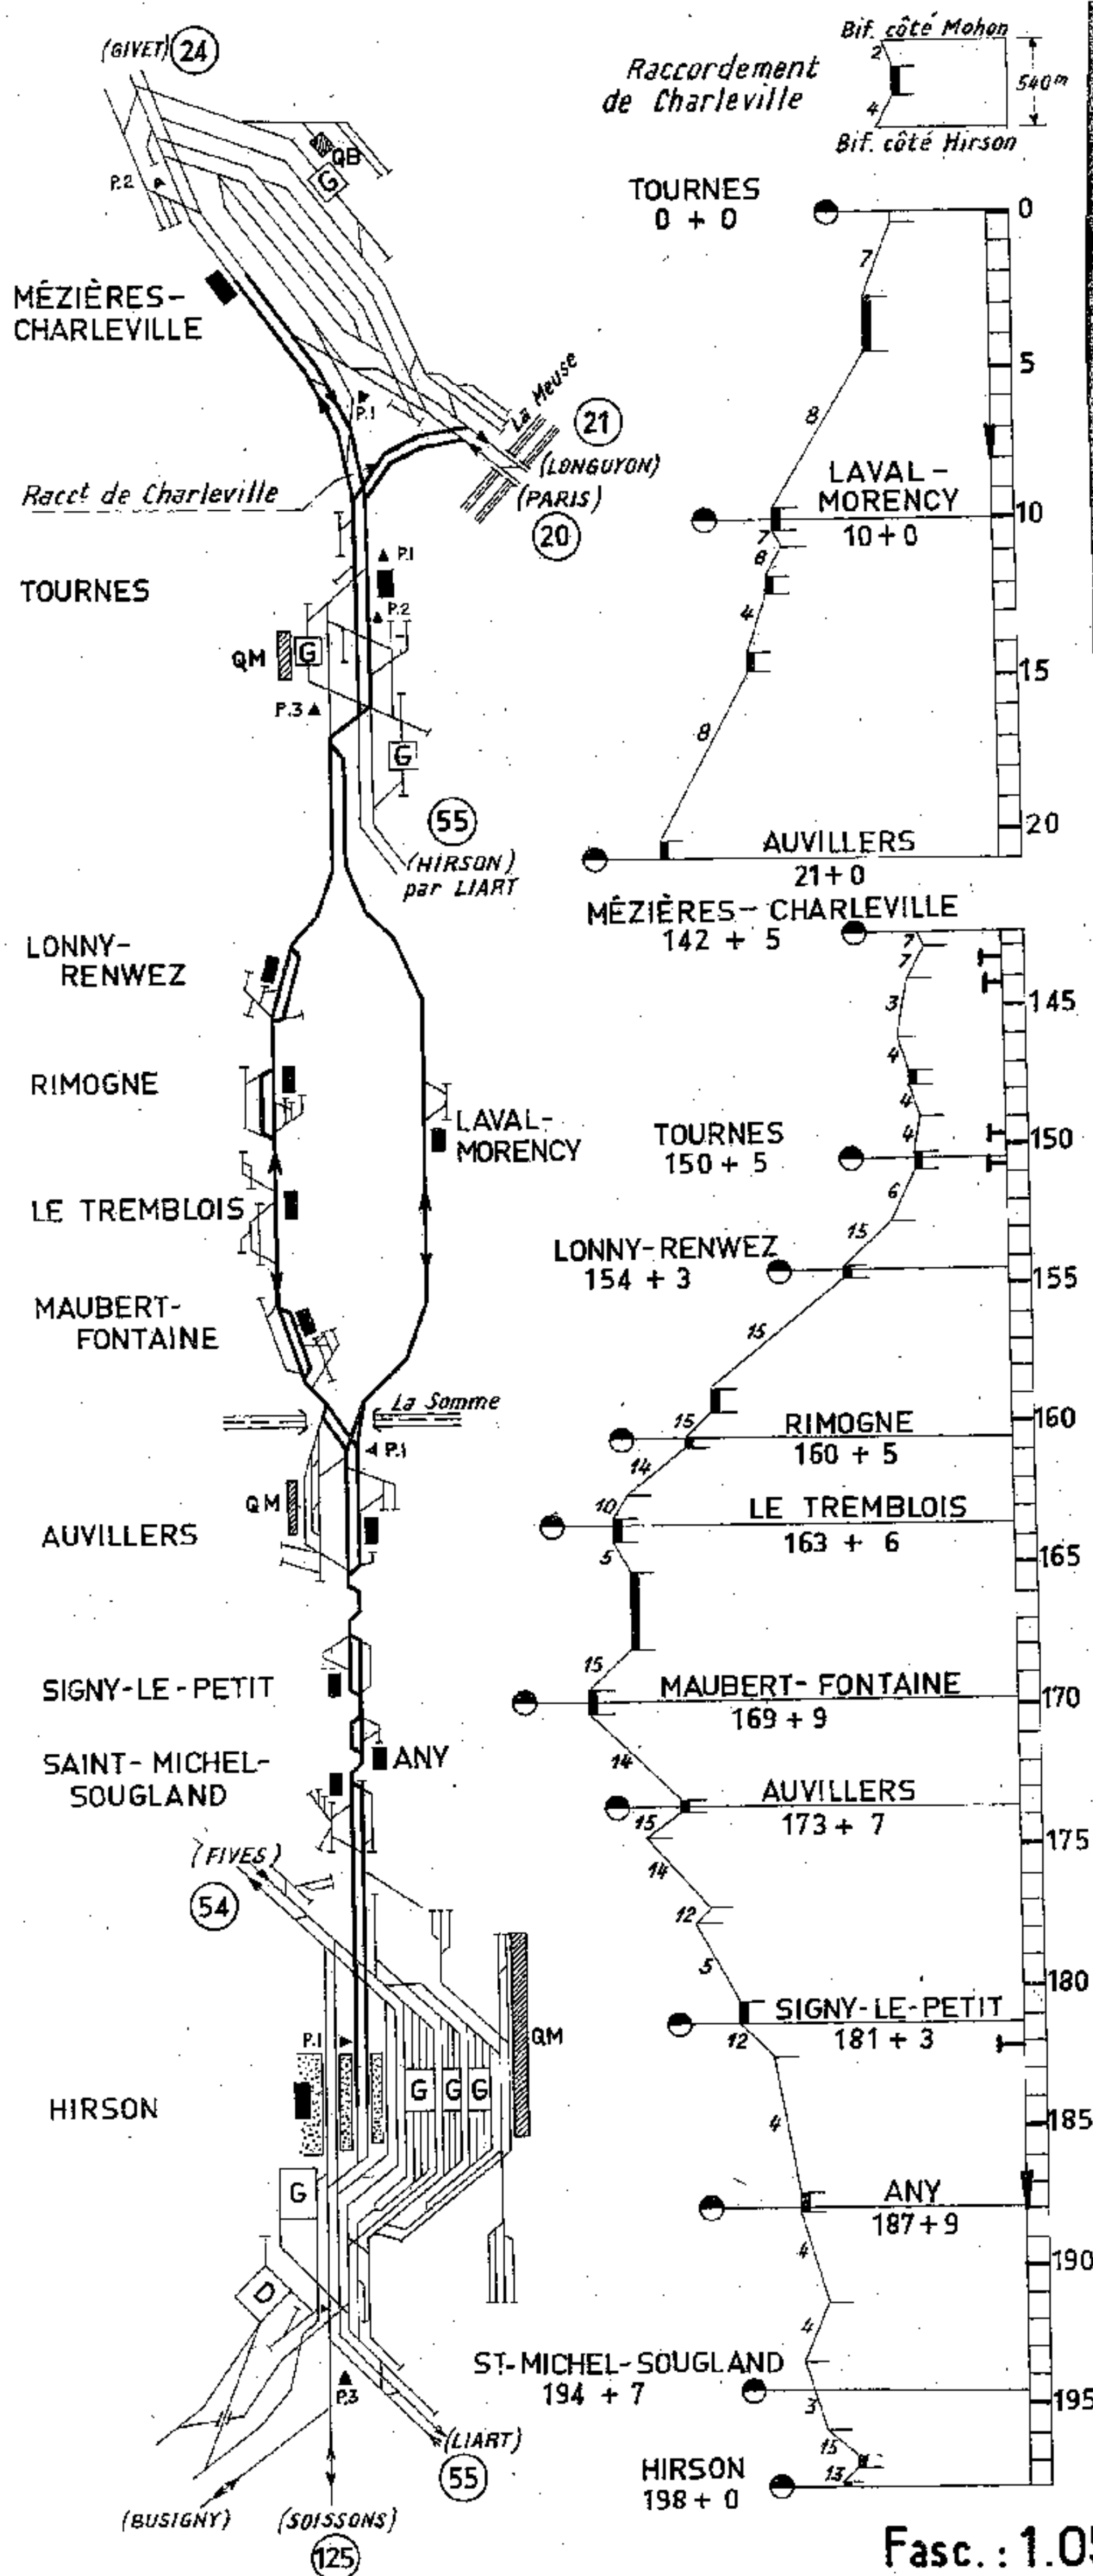 (GIVET) 24
QB
G
P.2
MÉZIÈRES-
CHARLEVILLE
P.1
La Meuse
21
(LONGUYON)
(PARIS)
20
Racct de Charleville
P.1
TOURNES
P.2
QM
G
P.3
G
55
(HIRSON)
par LIART
LONNY-
RENWEZ
RIMOGNE
LAVAL-
MORENCY
LE TREMBLOIS
MAUBERT-
FONTAINE
La Somme
P.1
QM
AUVILLERS
SIGNY-LE-PETIT
SAINT-MICHEL-
SOUGLAND
ANY
(FIVES)
54
P.1
QM
G G G
HIRSON
G
D
P.3
(LIART)
55
(BUSIGNY)
(SOISSONS)
125
Raccordement
de Charleville
Bif. côté Mohon
2
540m
4
Bif. côté Hirson
TOURNES
0 + 0
0
7
5
8
LAVAL-
MORENCY
10 + 0
10
7
8
4
15
8
20
AUVILLERS
21 + 0
MÉZIÈRES-CHARLEVILLE
142 + 5
7
7
145
3
4
4
TOURNES
150 + 5
150
4
6
15
LONNY-RENWEZ
154 + 3
155
15
160
15
RIMOGNE
160 + 5
14
10
LE TREMBLOIS
163 + 6
5
165
15
MAUBERT-FONTAINE
169 + 9
170
14
AUVILLERS
173 + 7
15
175
14
12
5
180
SIGNY-LE-PETIT
181 + 3
12
4
185
ANY
187 + 9
4
190
4
ST-MICHEL-SOUGLAND
194 + 7
195
3
15
HIRSON
198 + 0
13
Fasc. : 1.05